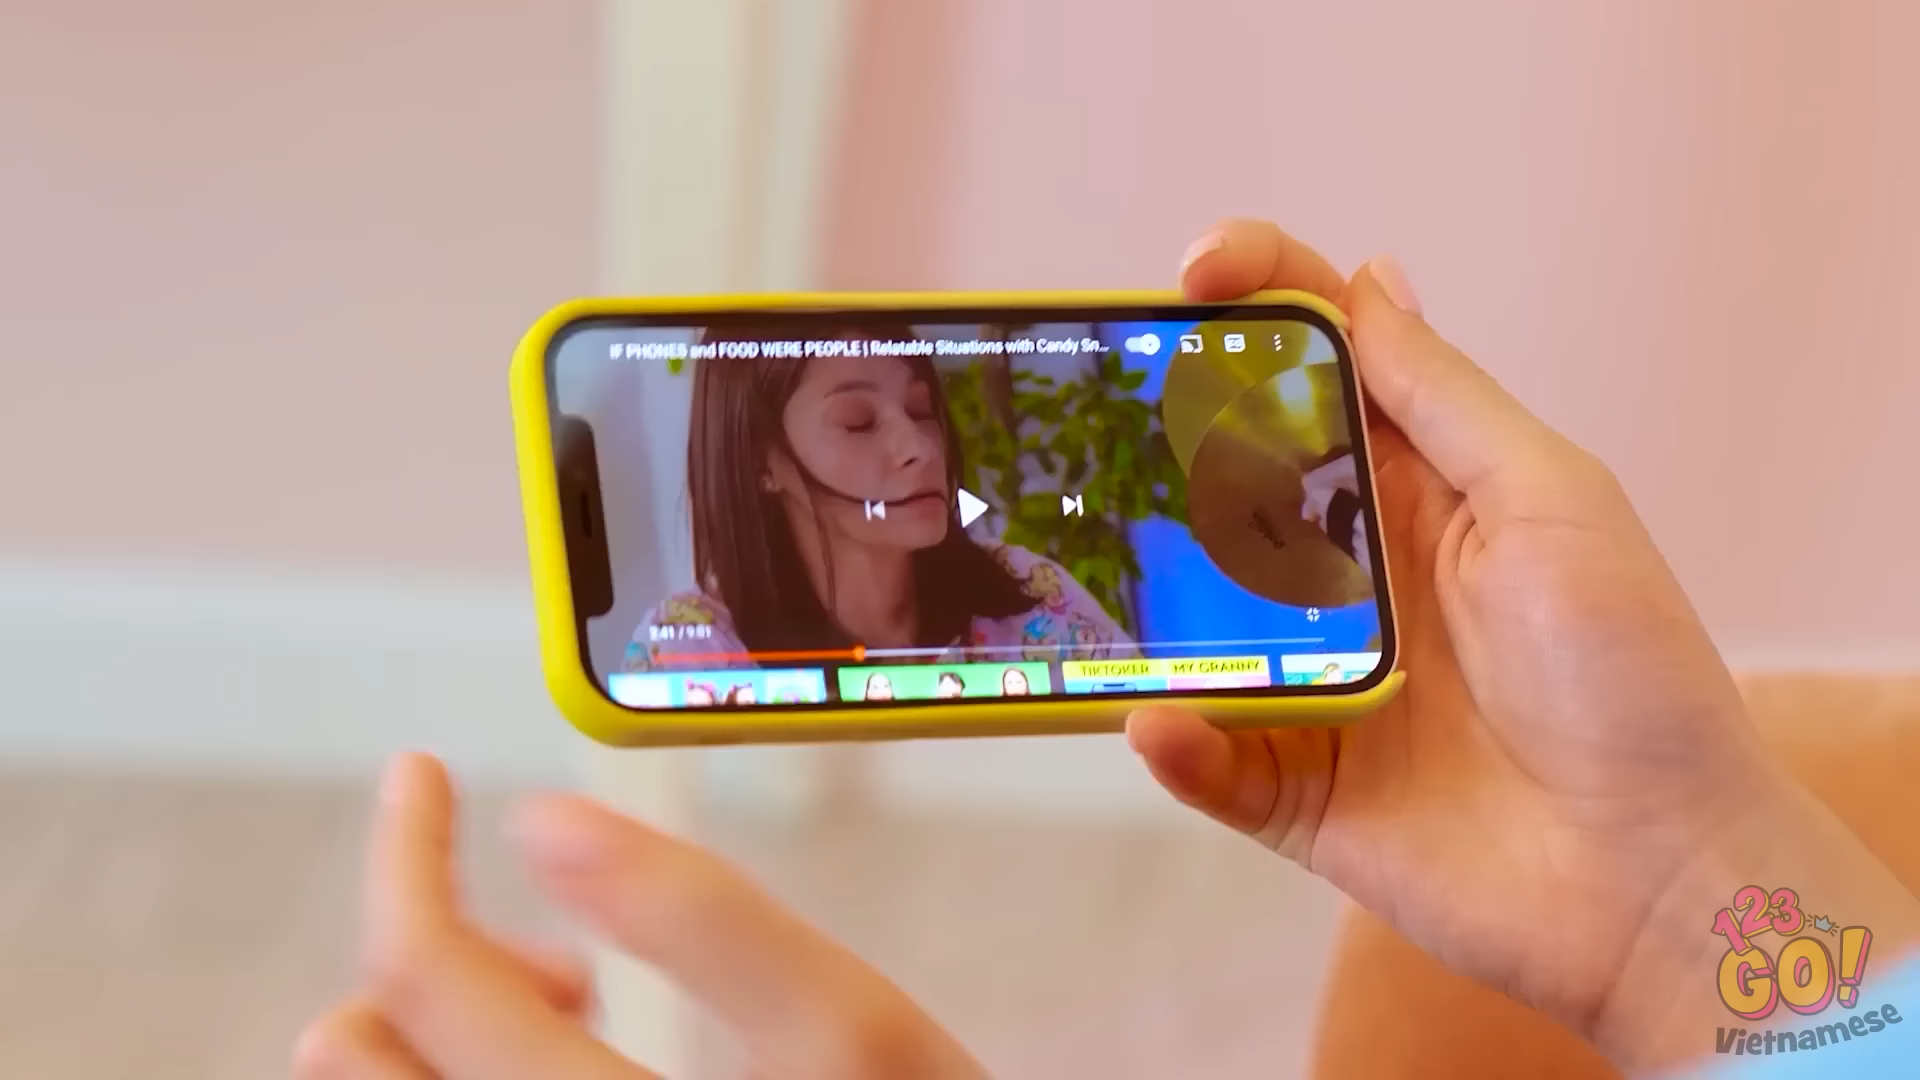 IF PHONES and FOOD WERE PEOPLE | Relatable Situations with Candy Sn...
TIKTOKER MY GRANNY
123
GO!
Vietnamese